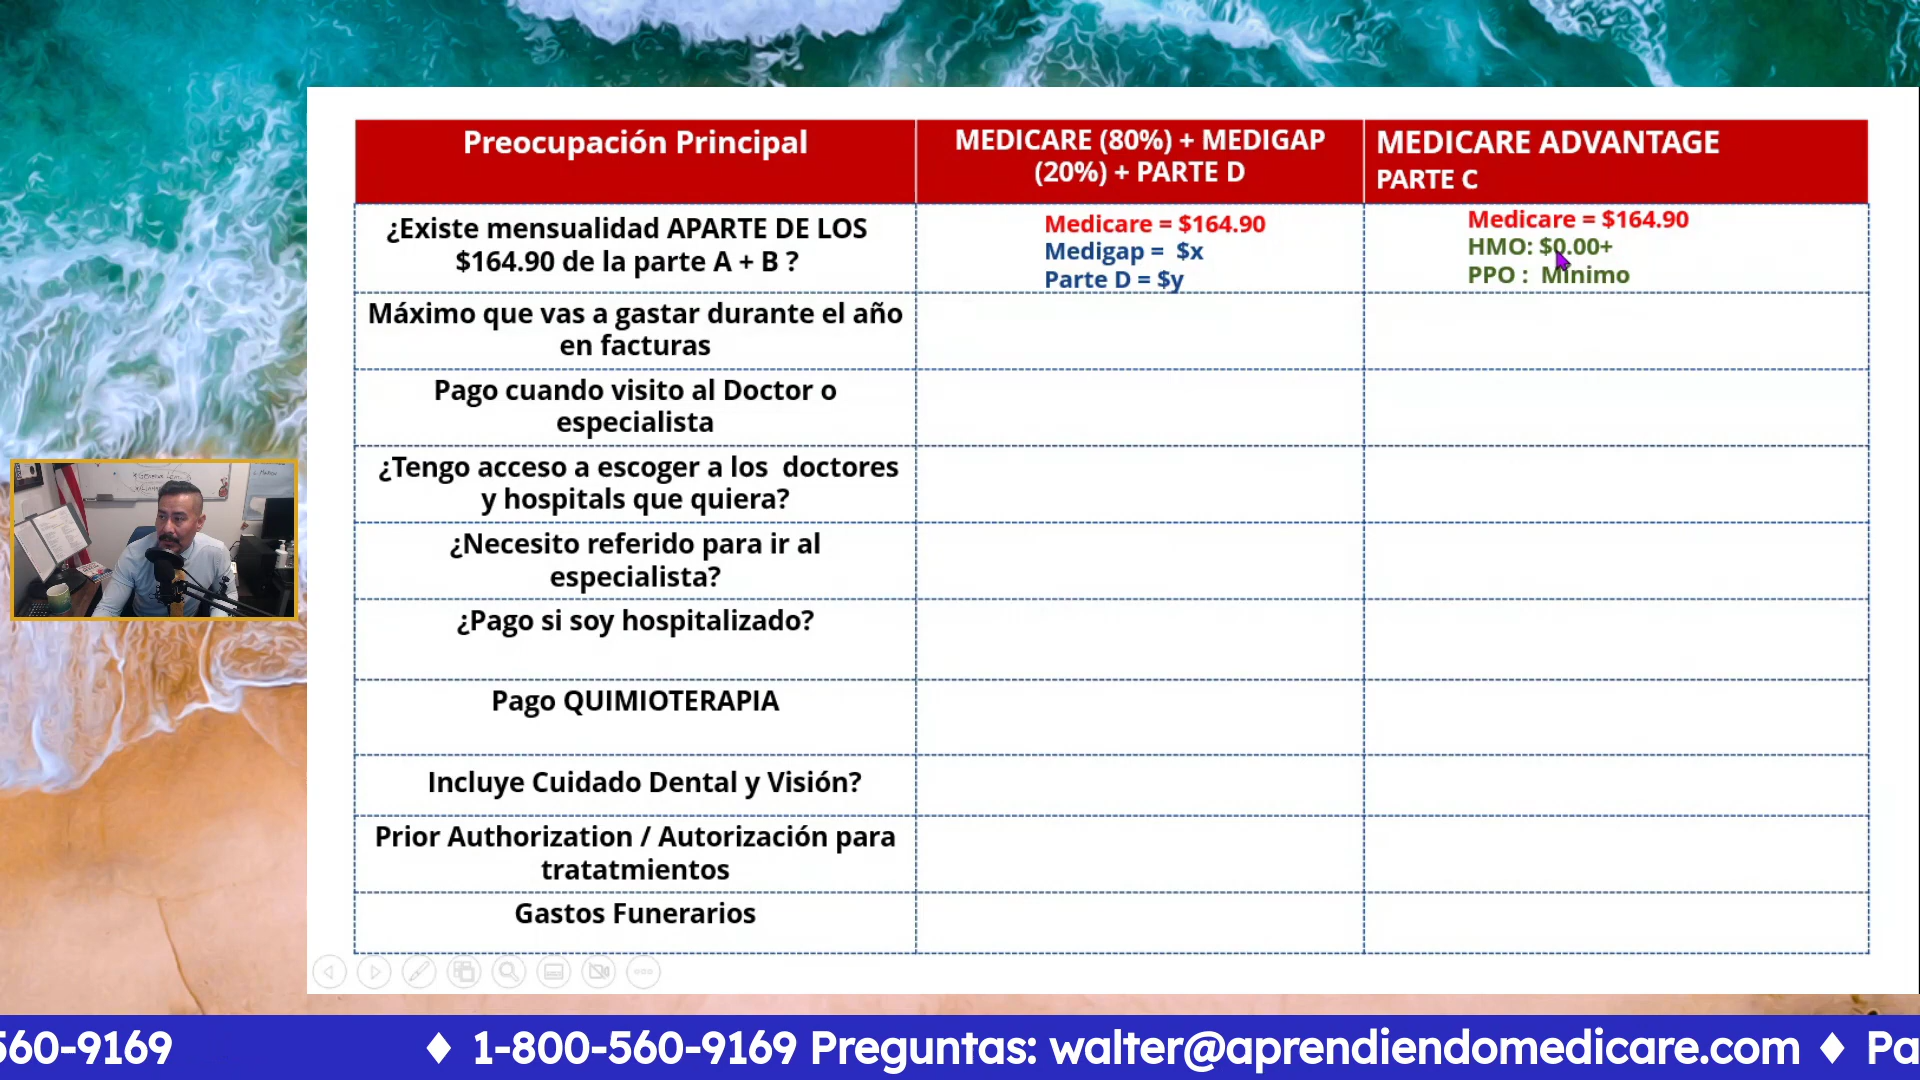 Preocupación Principal
MEDICARE (80%) + MEDIGAP
(20%) + PARTE D
MEDICARE ADVANTAGE
PARTE C
¿Existe mensualidad APARTE DE LOS
$164.90 de la parte A + B ?
Medicare = $164.90
Medigap = $x
Parte D = $y
Medicare = $164.90
HMO: $0.00+
PPO : Minimo
Máximo que vas a gastar durante el año
en facturas
Pago cuando visito al Doctor o
especialista
¿Tengo acceso a escoger a los doctores
y hospitals que quiera?
¿Necesito referido para ir al
especialista?
¿Pago si soy hospitalizado?
Pago QUIMIOTERAPIA
Incluye Cuidado Dental y Visión?
Prior Authorization / Autorización para
tratatmientos
Gastos Funerarios
560-9169 ♦ 1-800-560-9169 Preguntas: walter@aprendiendomedicare.com ♦ Pa